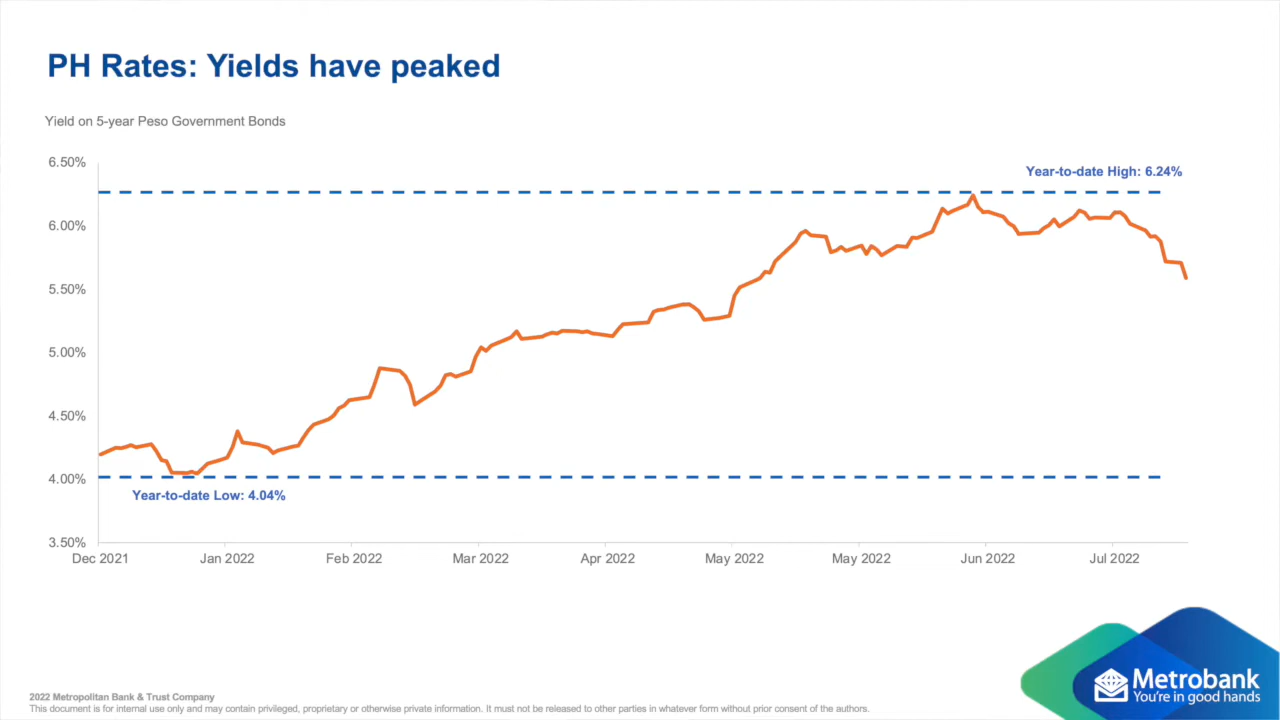 PH Rates: Yields have peaked
Yield on 5-year Peso Government Bonds
6.50%
Year-to-date High: 6.24%
6.00%
5.50%
5.00%
4.50%
4.00%
Year-to-date Low: 4.04%
3.50%
Dec 2021 Jan 2022 Feb 2022 Mar 2022 Apr 2022 May 2022 May 2022 Jun 2022 Jul 2022
Metrobank
You're in good hands
2022 Metropolitan Bank & Trust Company
This document is for internal use only and may contain privileged, proprietary or otherwise private information. It must not be released to other parties in whatever form without prior consent of the authors.